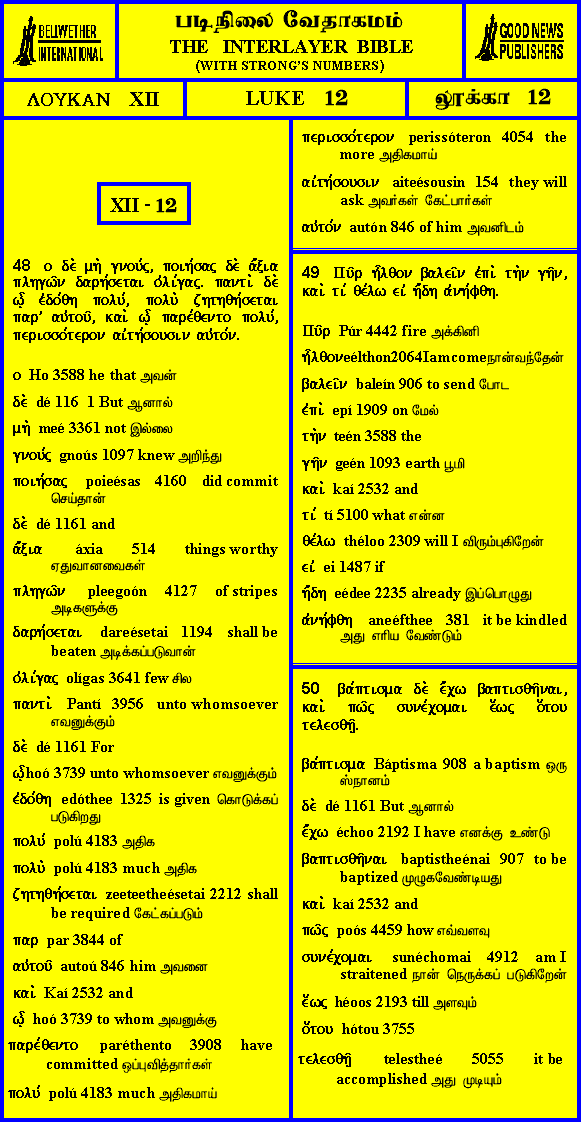 BELLWETHER
INTERNATIONAL
படிநிலை வேதாகமம்
THE INTERLAYER BIBLE
(WITH STRONG'S NUMBERS)
GOOD NEWS
PUBLISHERS
ΛΟΥΚΑΝ XII
LUKE 12
லூக்கா 12
XII - 12
48 ο δὲ μὴ γνούς, ποιήσας δὲ ἄξια
πληγῶν δαρήσεται ὀλίγας. παντὶ δὲ
ᾧ ἐδόθη πολύ, πολὺ ζητηθήσεται
παρ' αὐτοῦ, καὶ ᾧ παρέθεντο πολύ,
περισσότερον αἰτήσουσιν αὐτόν.
ο Ho 3588 he that அவன்
δὲ dé 116 1 But ஆனால்
μὴ meé 3361 not இல்லை
γνούς gnoús 1097 knew அறிந்து
ποιήσας poieésas 4160 did commit
செய்தான்
δὲ dé 1161 and
ἄξια áxia 514 things worthy
ஏதுவானவைகள்
πληγῶν pleegoón 4127 of stripes
அடிகளுக்கு
δαρήσεται dareésetai 1194 shall be
beaten அடிக்கப்படுவான்
ὀλίγας olígas 3641 few சில
παντὶ Pantí 3956 unto whomsoever
எவனுக்கும்
δὲ dé 1161 For
ᾧ hoó 3739 unto whomsoever எவனுக்கும்
ἐδόθη edóthee 1325 is given கொடுக்கப்
படுகிறது
πολύ polú 4183 அதிக
πολὺ polú 4183 much அதிக
ζητηθήσεται zeeteetheésetai 2212 shall
be required கேட்கப்படும்
παρ par 3844 of
αὐτοῦ autoú 846 him அவனை
καὶ Kaí 2532 and
ᾧ hoó 3739 to whom அவனுக்கு
παρέθεντο paréthento 3908 have
committed ஒப்புவித்தார்கள்
πολύ polú 4183 much அதிகமாய்
περισσότερον perissóteron 4054 the
more அதிகமாய்
αἰτήσουσιν aiteésousin 154 they will
ask அவர்கள் கேட்பார்கள்
αὐτόν autón 846 of him அவனிடம்
49 Πῦρ ἦλθον βαλεῖν ἐπὶ τὴν γῆν,
καὶ τί θέλω εἰ ἤδη ἀνήφθη.
Πῦρ Púr 4442 fire அக்கினி
ἦλθον eélthon 2064 I am come நான் வந்தேன்
βαλεῖν baleín 906 to send போட
ἐπὶ epí 1909 on மேல்
τὴν teén 3588 the
γῆν geén 1093 earth பூமி
καὶ kaí 2532 and
τί tí 5100 what என்ன
θέλω théloo 2309 will I விரும்புகிறேன்
εἰ ei 1487 if
ἤδη eédee 2235 already இப்பொழுது
ἀνήφθη aneéfthee 381 it be kindled
அது எரிய வேண்டும்
50 βάπτισμα δὲ ἔχω βαπτισθῆναι,
καὶ πῶς συνέχομαι ἕως ὅτου
τελεσθῇ.
βάπτισμα Báptisma 908 a baptism ஒரு
ஸ்நானம்
δὲ dé 1161 But ஆனால்
ἔχω échoo 2192 I have எனக்கு உண்டு
βαπτισθῆναι baptistheénai 907 to be
baptized முழுகவேண்டியது
καὶ kaí 2532 and
πῶς poós 4459 how எவ்வளவு
συνέχομαι sunéchomai 4912 am I
straitened நான் நெருக்கப் படுகிறேன்
ἕως héoos 2193 till அளவும்
ὅτου hótou 3755
τελεσθῇ telestheé 5055 it be
accomplished அது முடியும்